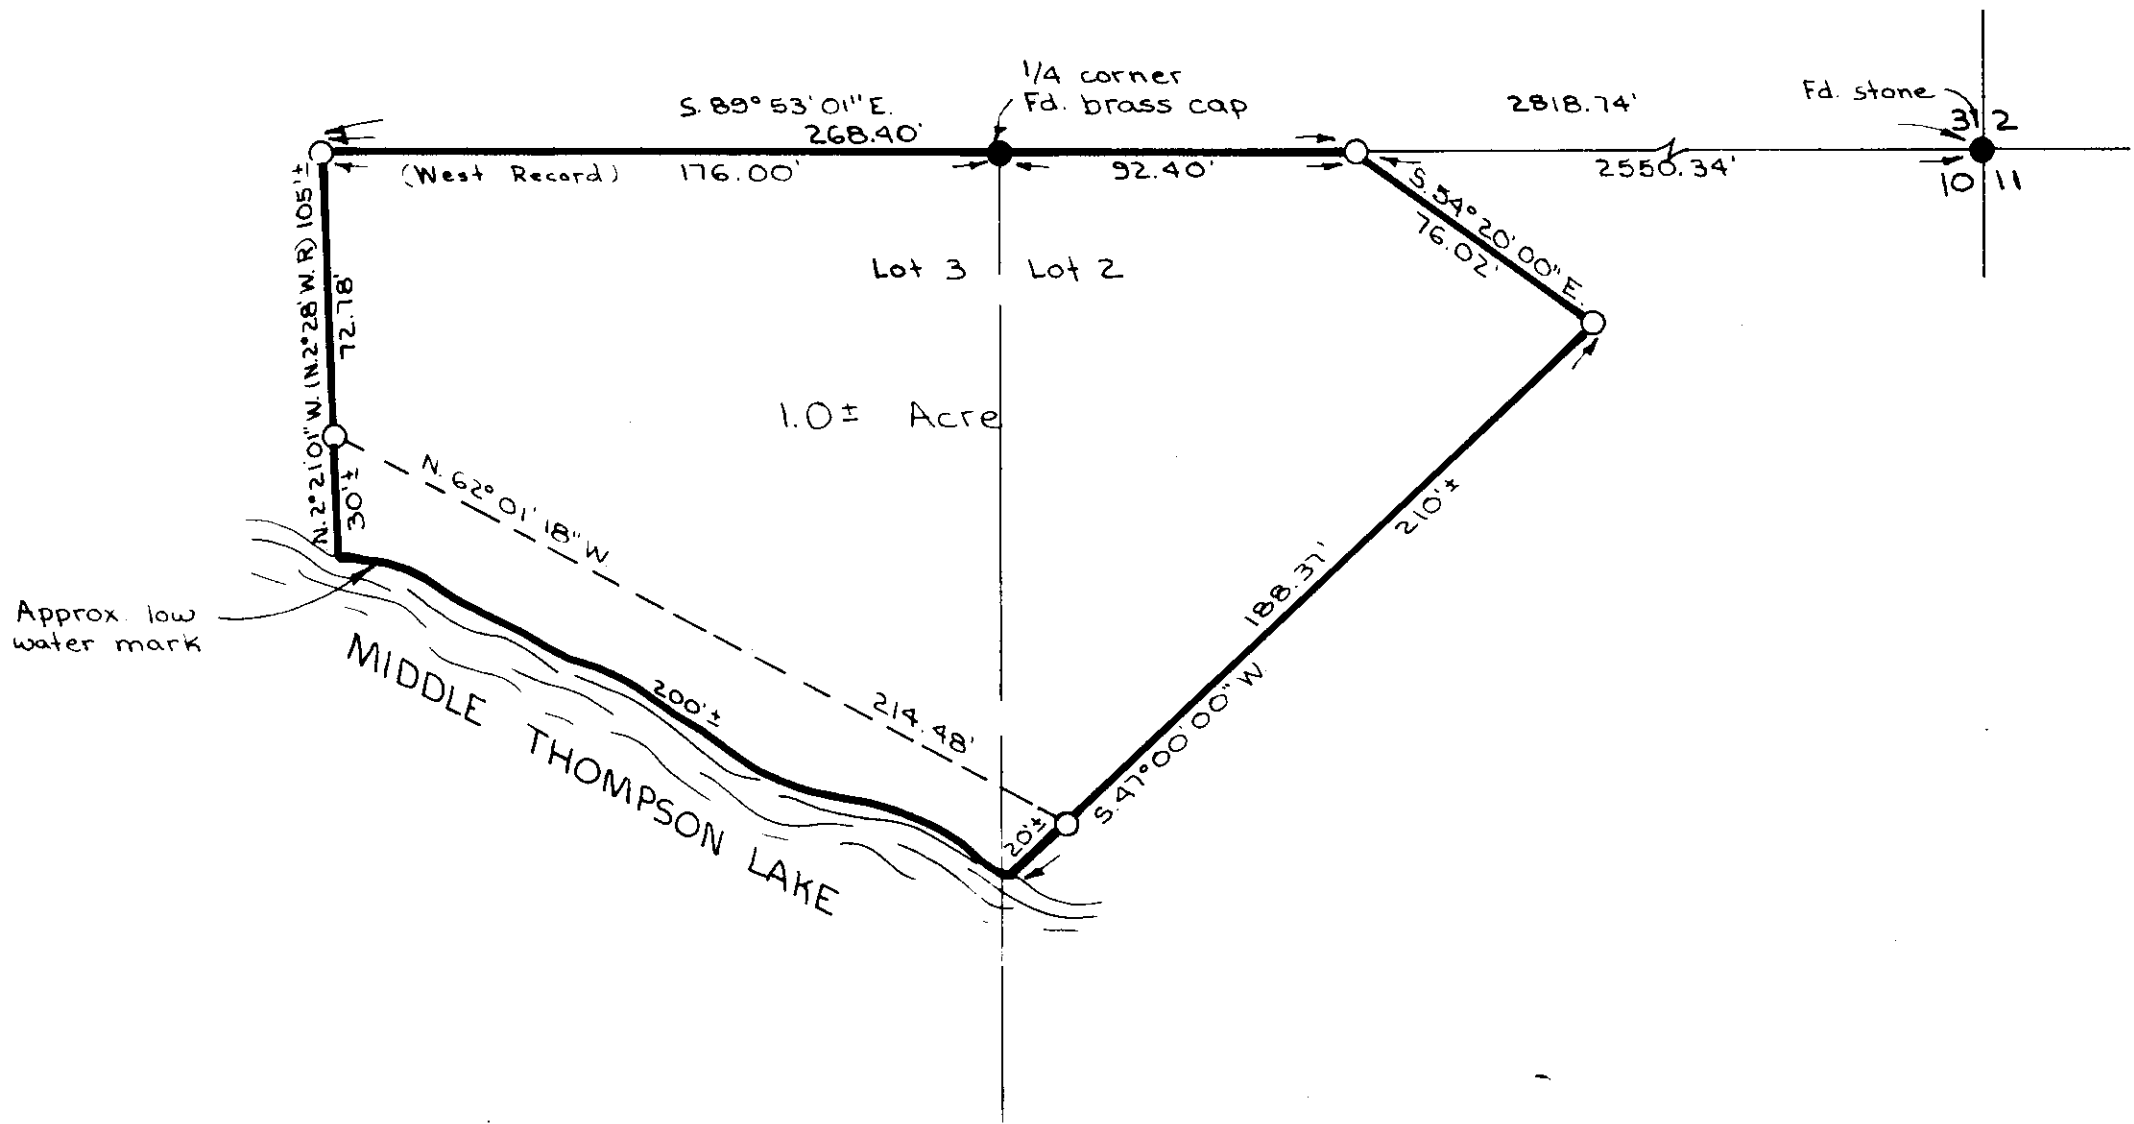 1/4 corner
Fd. brass cap
S. 89° 53' 01" E.
268.40'
2818.74'
Fd. stone
3 2
(West Record) 176.00'
92.40'
2550.34'
10 11
N. 2° 21' 01" W. (N. 2° 28' W. R) 105'±
72.78'
30'±
S. 54° 20' 00" E.
76.02'
Lot 3
Lot 2
1.0± Acre
N. 62° 01' 18" W.
214.48'
210'±
188.37'
S. 47° 00' 00" W.
20'±
Approx. low
water mark
200'±
MIDDLE THOMPSON LAKE